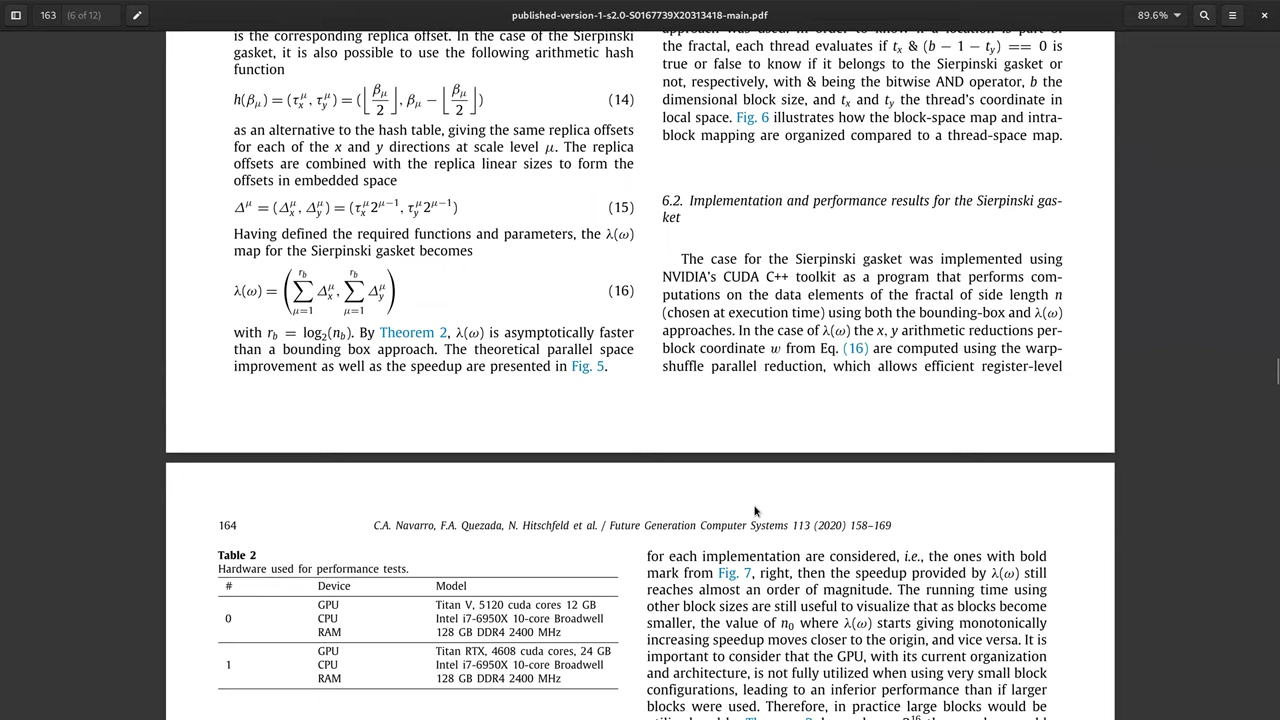 163 (6 of 12)
published-version-1-s2.0-S0167739X20313418-main.pdf
89.6%
is the corresponding replica offset. In the case of the Sierpinski
gasket, it is also possible to use the following arithmetic hash
function
h(βμ) = (τxμ, τyμ) = (⌊βμ/2⌋, βμ − ⌊βμ/2⌋) (14)
as an alternative to the hash table, giving the same replica offsets
for each of the x and y directions at scale level μ. The replica
offsets are combined with the replica linear sizes to form the
offsets in embedded space
Δμ = (Δxμ, Δyμ) = (τxμ2μ−1, τyμ2μ−1) (15)
Having defined the required functions and parameters, the λ(ω)
map for the Sierpinski gasket becomes
λ(ω) = (∑μ=1rb Δxμ, ∑μ=1rb Δyμ) (16)
with rb = log2(nb). By Theorem 2, λ(ω) is asymptotically faster
than a bounding box approach. The theoretical parallel space
improvement as well as the speedup are presented in Fig. 5.
the fractal, each thread evaluates if tx & (b − 1 − ty) == 0 is
true or false to know if it belongs to the Sierpinski gasket or
not, respectively, with & being the bitwise AND operator, b the
dimensional block size, and tx and ty the thread's coordinate in
local space. Fig. 6 illustrates how the block-space map and intra-
block mapping are organized compared to a thread-space map.
6.2. Implementation and performance results for the Sierpinski gas-
ket
The case for the Sierpinski gasket was implemented using
NVIDIA's CUDA C++ toolkit as a program that performs com-
putations on the data elements of the fractal of side length n
(chosen at execution time) using both the bounding-box and λ(ω)
approaches. In the case of λ(ω) the x, y arithmetic reductions per-
block coordinate w from Eq. (16) are computed using the warp-
shuffle parallel reduction, which allows efficient register-level
164 C.A. Navarro, F.A. Quezada, N. Hitschfeld et al. / Future Generation Computer Systems 113 (2020) 158–169
Table 2
Hardware used for performance tests.
# Device Model
GPU Titan V, 5120 cuda cores 12 GB
0 CPU Intel i7-6950X 10-core Broadwell
RAM 128 GB DDR4 2400 MHz
GPU Titan RTX, 4608 cuda cores, 24 GB
1 CPU Intel i7-6950X 10-core Broadwell
RAM 128 GB DDR4 2400 MHz
for each implementation are considered, i.e., the ones with bold
mark from Fig. 7, right, then the speedup provided by λ(ω) still
reaches almost an order of magnitude. The running time using
other block sizes are still useful to visualize that as blocks become
smaller, the value of n0 where λ(ω) starts giving monotonically
increasing speedup moves closer to the origin, and vice versa. It is
important to consider that the GPU, with its current organization
and architecture, is not fully utilized when using very small block
configurations, leading to an inferior performance than if larger
blocks were used. Therefore, in practice large blocks would be